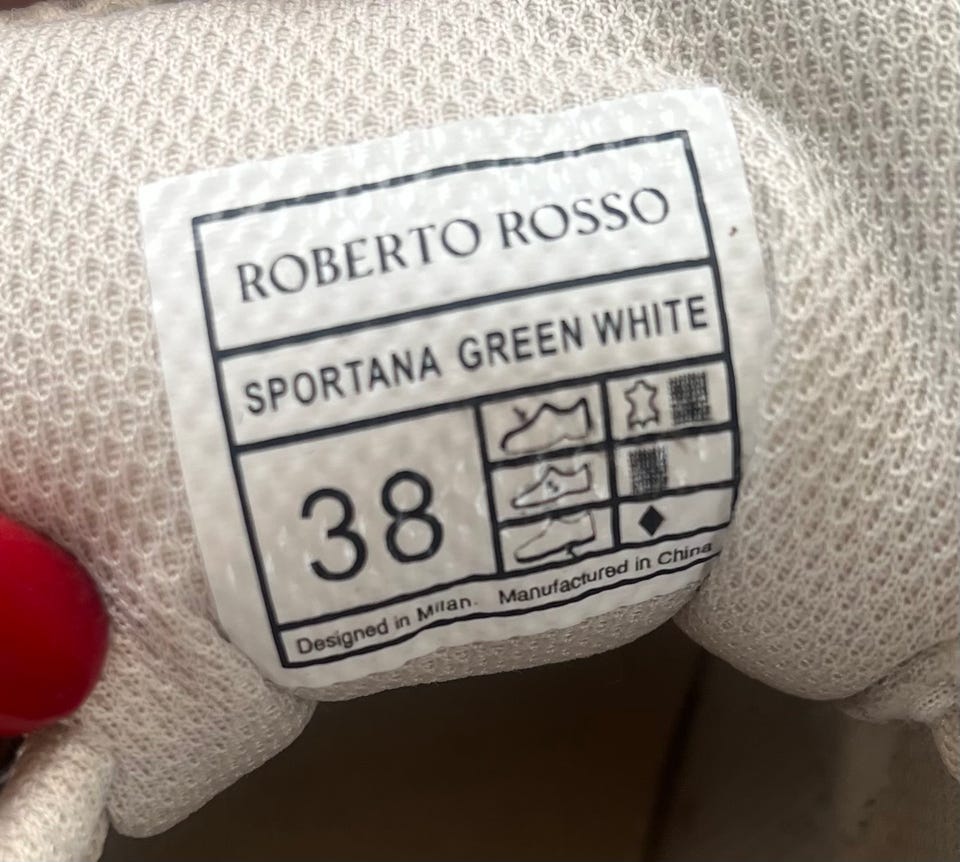 ROBERTO ROSSO
SPORTANA GREEN WHITE
38
Designed in Milan. Manufactured in China